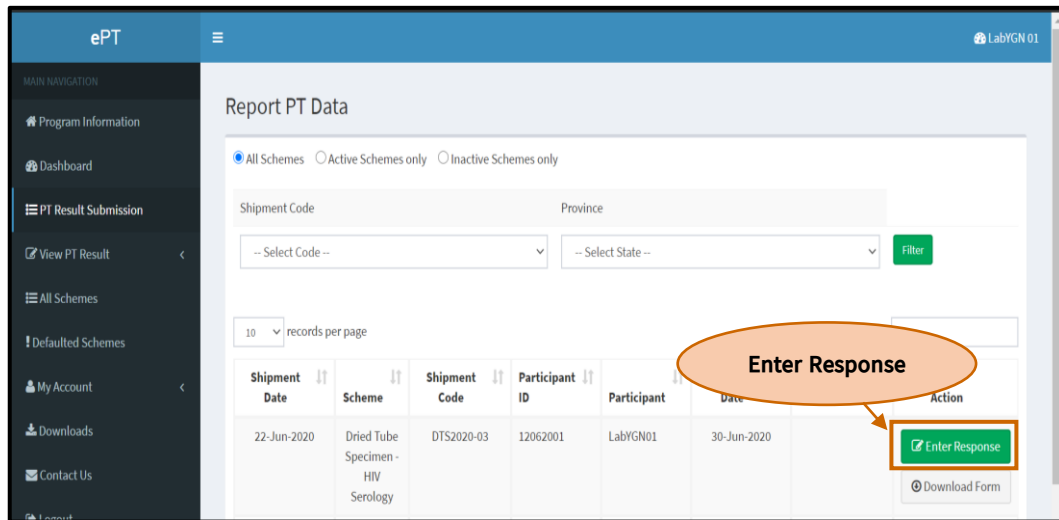 ePT
LabYGN 01
MAIN NAVIGATION
Program Information
Dashboard
PT Result Submission
View PT Result
All Schemes
Defaulted Schemes
My Account
Downloads
Contact Us
Logout
Report PT Data
All Schemes Active Schemes only Inactive Schemes only
Shipment Code Province
-- Select Code -- -- Select State -- Filter
10 records per page
Enter Response
Shipment Date Scheme Shipment Code Participant ID Participant Date Action
22-Jun-2020 Dried Tube Specimen - HIV Serology DTS2020-03 12062001 LabYGN01 30-Jun-2020 Enter Response
Download Form